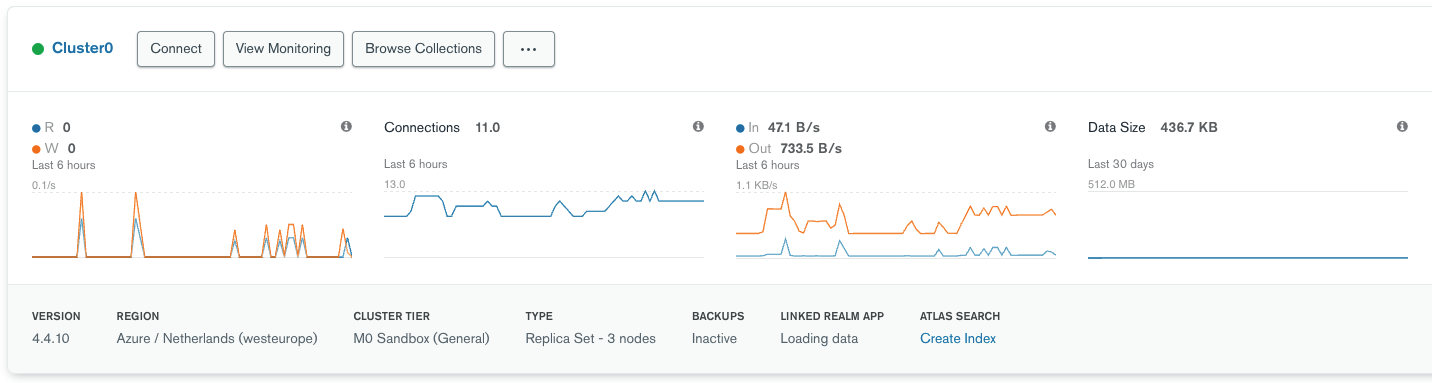 Cluster0 Connect View Monitoring Browse Collections ...
R 0
W 0
Last 6 hours
0.1/s
Connections 11.0
Last 6 hours
13.0
In 47.1 B/s
Out 733.5 B/s
Last 6 hours
1.1 KB/s
Data Size 436.7 KB
Last 30 days
512.0 MB
VERSION REGION CLUSTER TIER TYPE BACKUPS LINKED REALM APP ATLAS SEARCH
4.4.10 Azure / Netherlands (westeurope) M0 Sandbox (General) Replica Set - 3 nodes Inactive Loading data Create Index